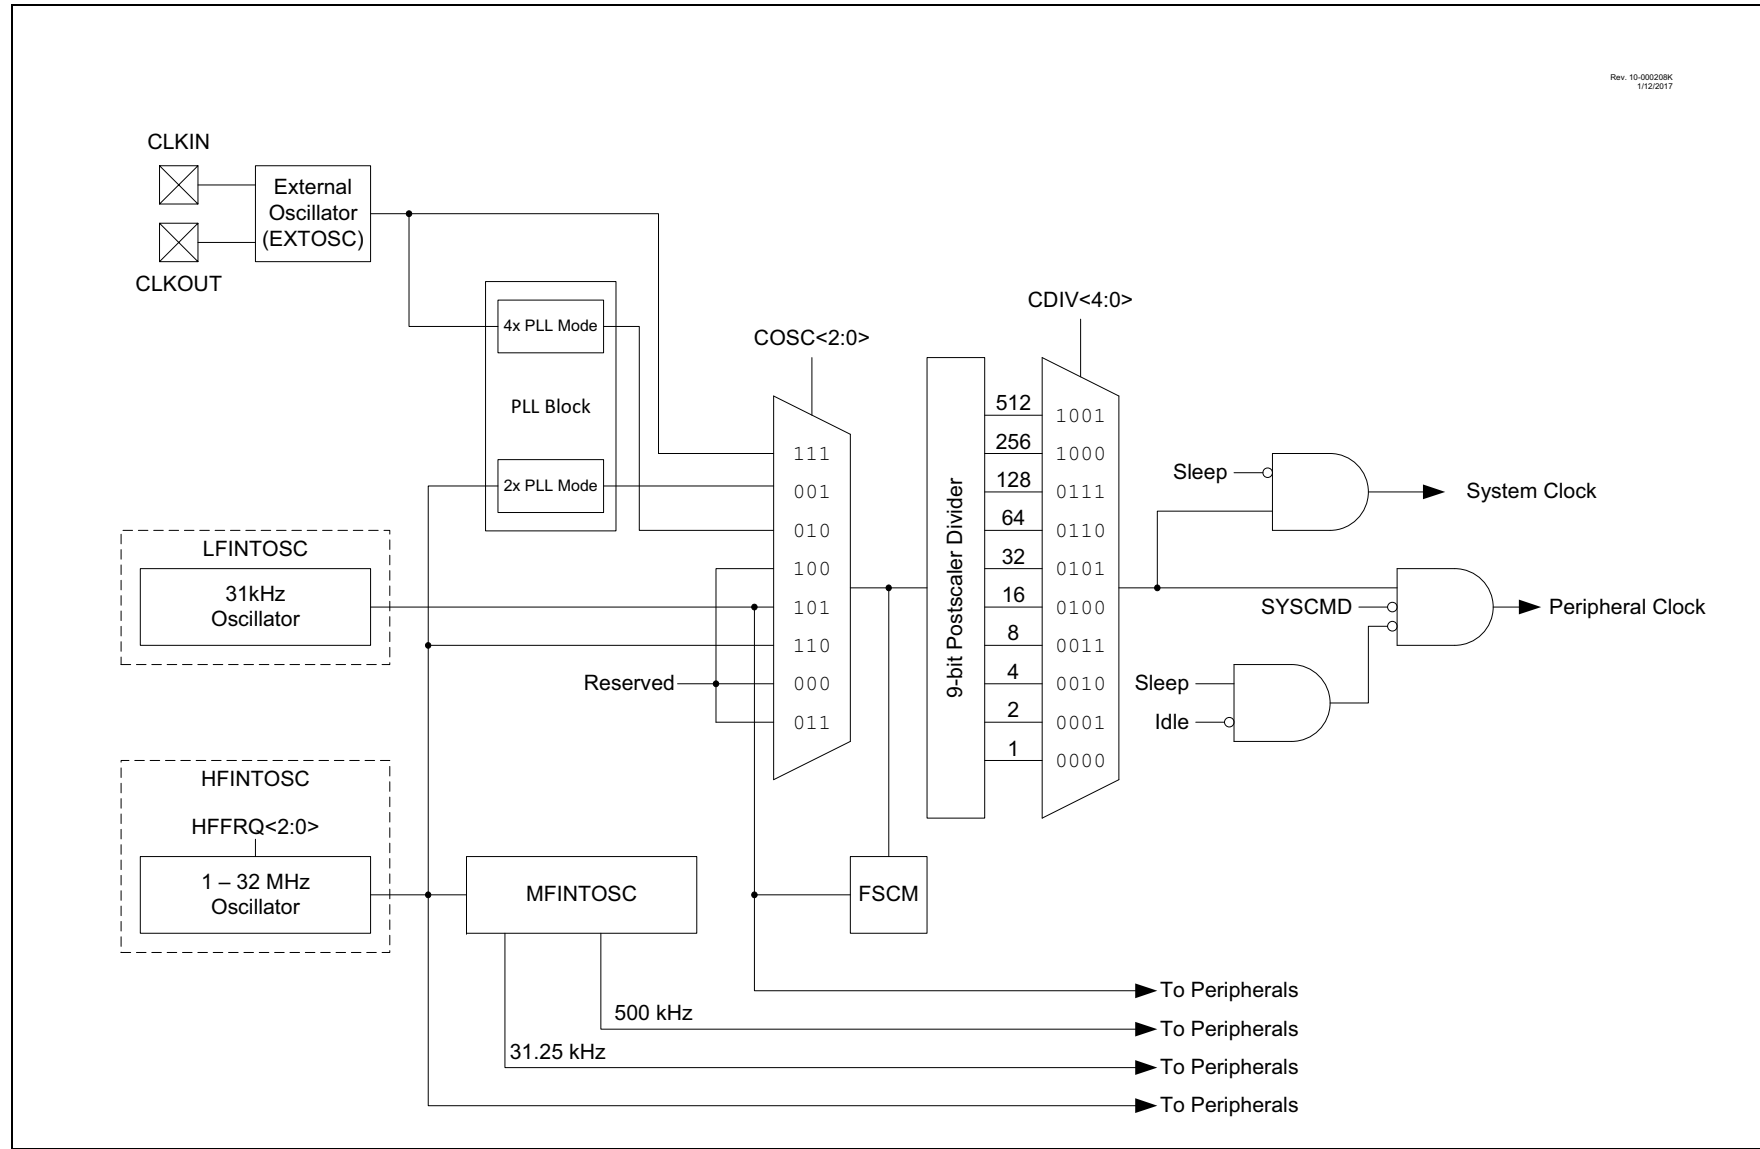 Rev. 10-000208K
1/12/2017
CLKIN
External
Oscillator
(EXTOSC)
CLKOUT
4x PLL Mode
PLL Block
2x PLL Mode
COSC<2:0>
111
001
010
100
101
110
000
011
CDIV<4:0>
9-bit Postscaler Divider
512
256
128
64
32
16
8
4
2
1
1001
1000
0111
0110
0101
0100
0011
0010
0001
0000
Sleep
System Clock
SYSCMD
Peripheral Clock
Sleep
Idle
LFINTOSC
31kHz
Oscillator
Reserved
HFINTOSC
HFFRQ<2:0>
1 – 32 MHz
Oscillator
MFINTOSC
FSCM
To Peripherals
500 kHz
To Peripherals
31.25 kHz
To Peripherals
To Peripherals